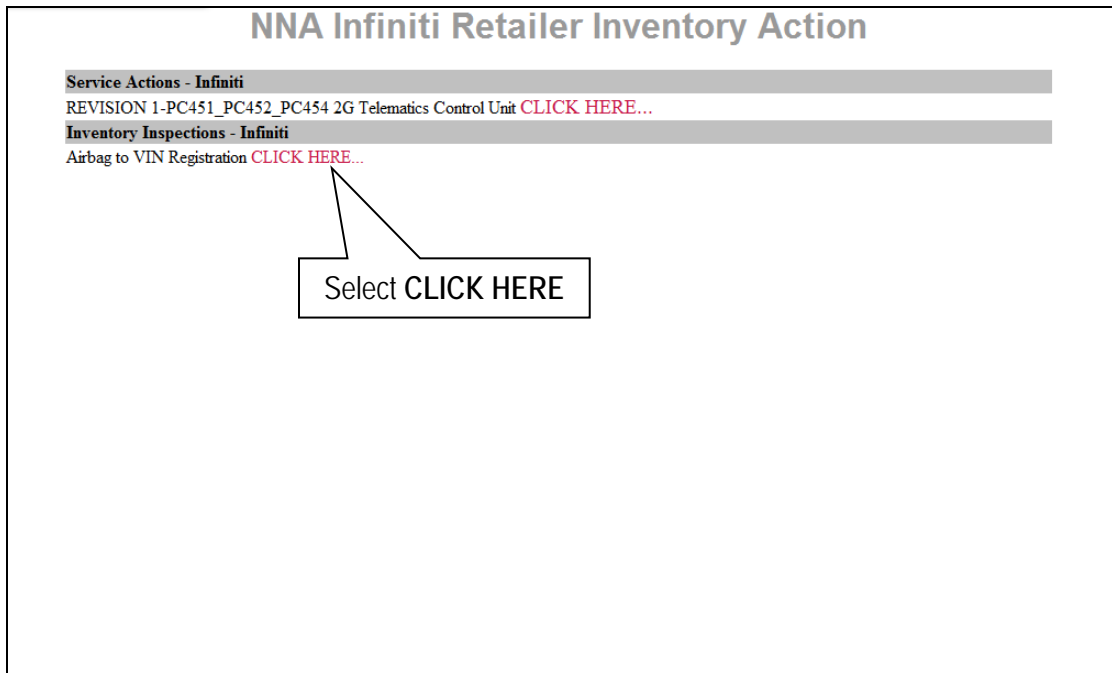 NNA Infiniti Retailer Inventory Action
Service Actions - Infiniti
REVISION 1-PC451_PC452_PC454 2G Telematics Control Unit CLICK HERE...
Inventory Inspections - Infiniti
Airbag to VIN Registration CLICK HERE...
Select CLICK HERE